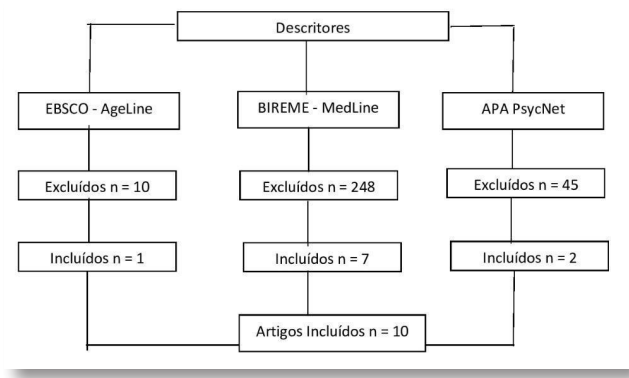 Descritores
EBSCO - AgeLine
BIREME - MedLine
APA PsycNet
Excluídos n = 10
Excluídos n = 248
Excluídos n = 45
Incluídos n = 1
Incluídos n = 7
Incluídos n = 2
Artigos Incluídos n = 10